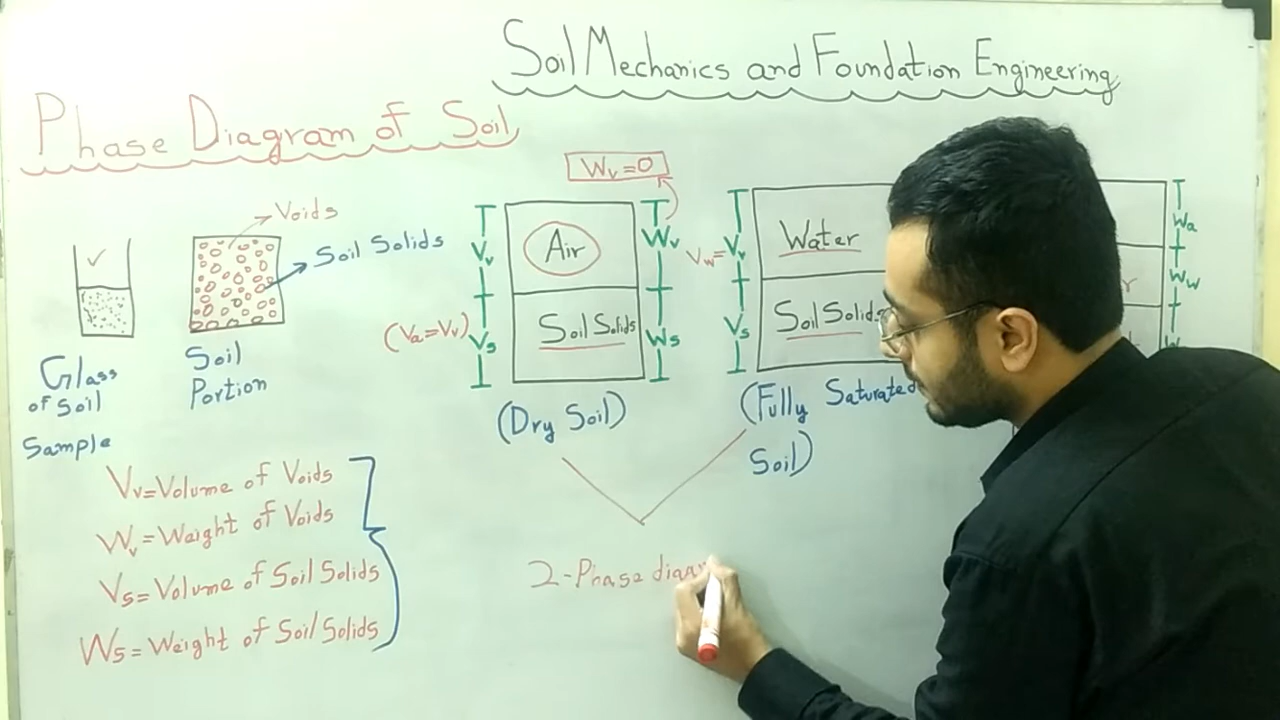 Soil Mechanics and Foundation Engineering
Phase Diagram of Soil
Voids
Soil Solids
Glass
of Soil
Sample
Soil
Portion
Wv=0
Vv
Air
Wv
(Va=Vv)
Vs
Soil Solids
Ws
(Dry Soil)
Vw=Vv
Water
Vs
Soil Solids
(Fully Saturated
Soil)
Wa
Ww
Vv=Volume of Voids
Wv=Waight of Voids
Vs=Volume of Soil Solids
Ws=Weight of Soil Solids
2-Phase